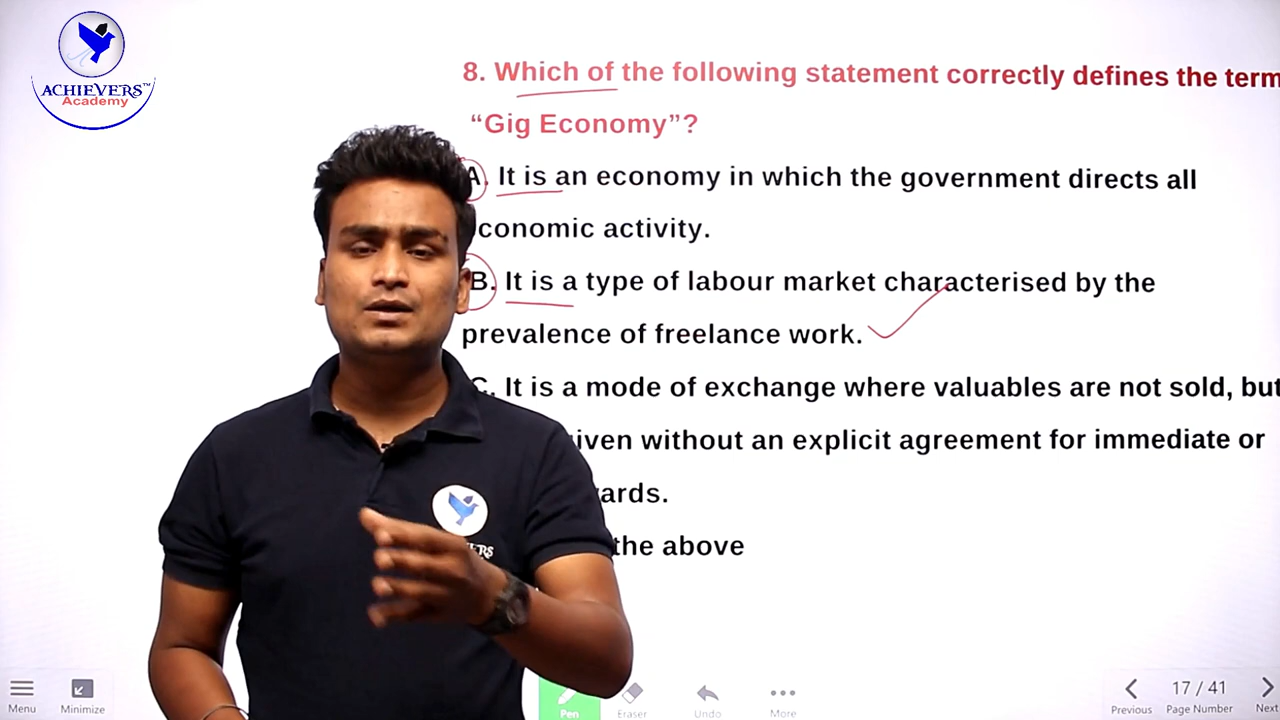 ACHIEVERS™
Academy
8. Which of the following statement correctly defines the term
“Gig Economy”?
A. It is an economy in which the government directs all
conomic activity.
B. It is a type of labour market characterised by the
prevalence of freelance work.
C. It is a mode of exchange where valuables are not sold, but
iven without an explicit agreement for immediate or
ards.
the above
ERS
Menu
Minimize
Pen
Eraser
Undo
More
Previous
17 / 41
Page Number
Next